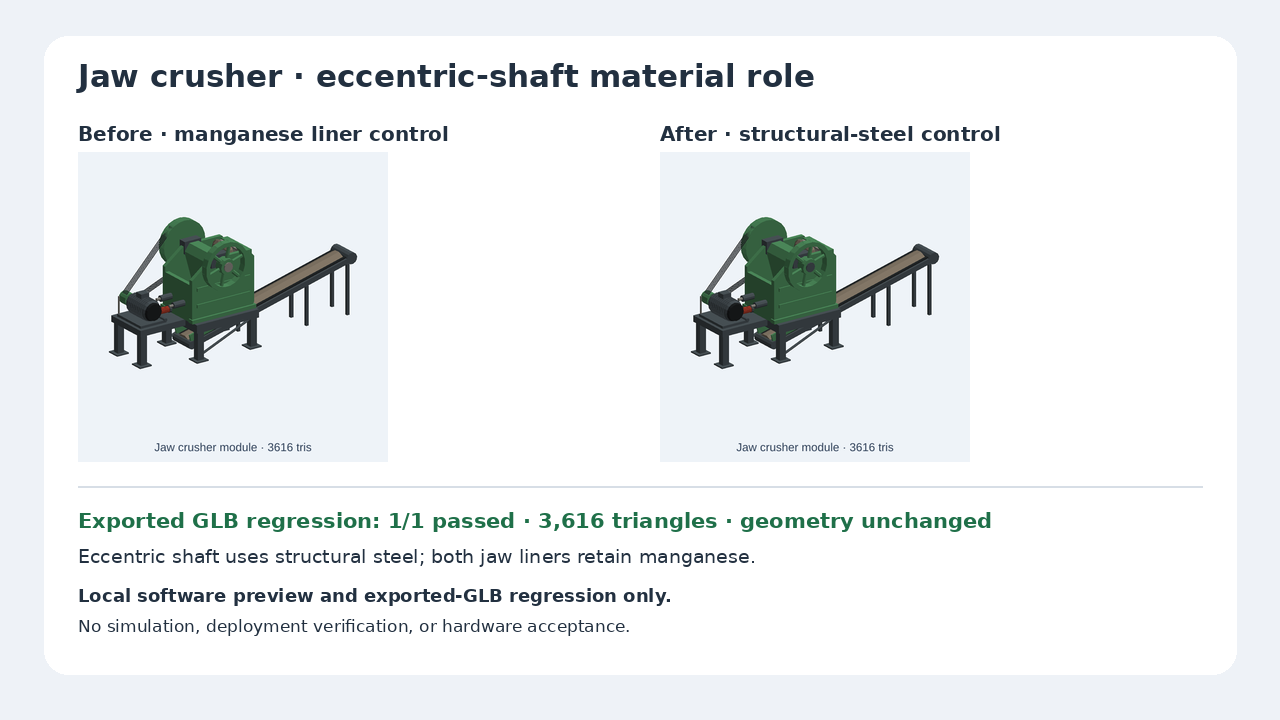 Jaw crusher · eccentric-shaft material role
Before · manganese liner control
After · structural-steel control
Jaw crusher module · 3616 tris
Jaw crusher module · 3616 tris
Exported GLB regression: 1/1 passed · 3,616 triangles · geometry unchanged
Eccentric shaft uses structural steel; both jaw liners retain manganese.
Local software preview and exported-GLB regression only.
No simulation, deployment verification, or hardware acceptance.